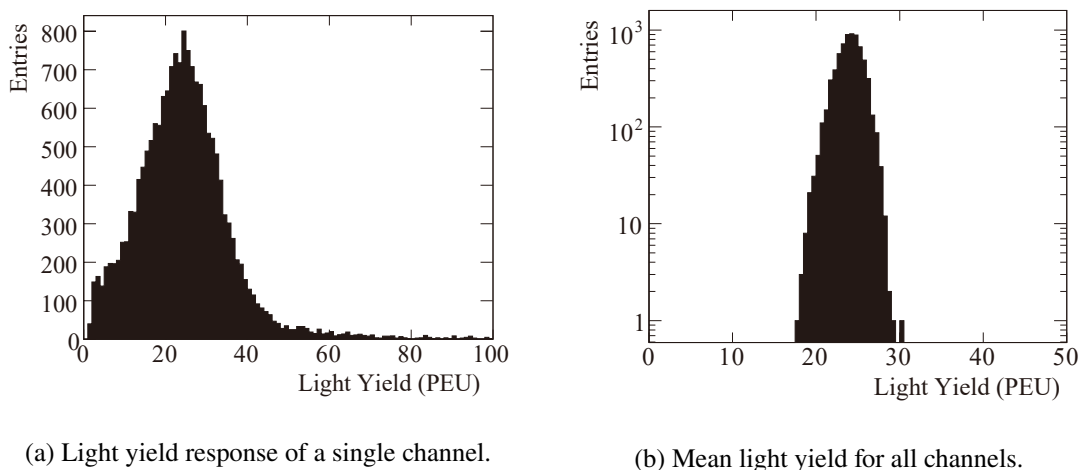 Entries
800
700
600
500
400
300
200
100
0
0 20 40 60 80 100
Light Yield (PEU)
(a) Light yield response of a single channel.
Entries
10³
10²
10
1
0 10 20 30 40 50
Light Yield (PEU)
(b) Mean light yield for all channels.